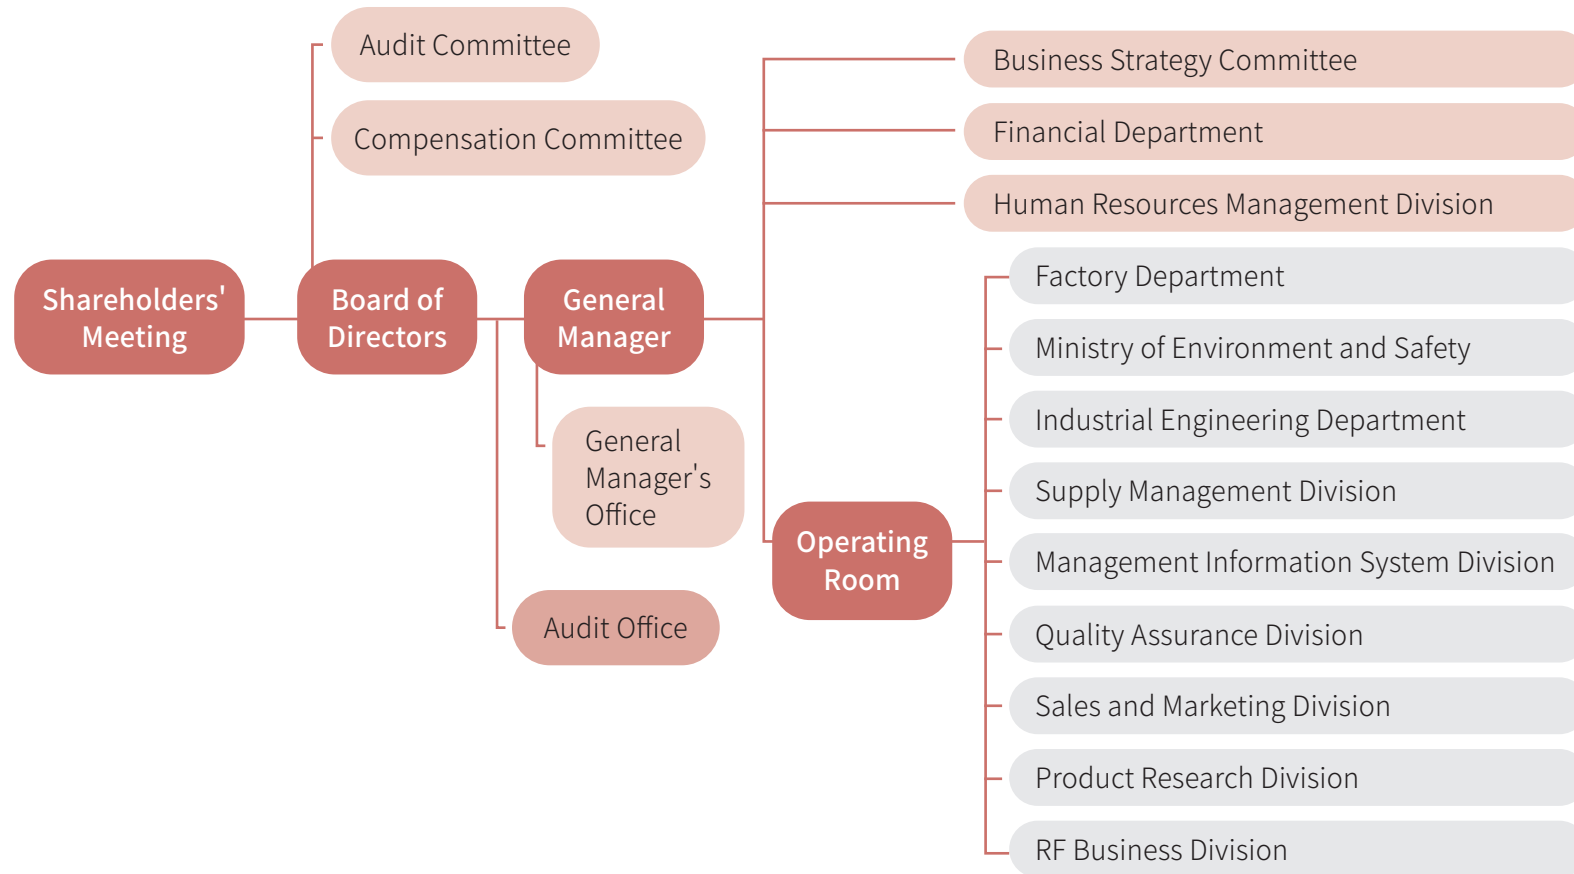 Audit Committee
Compensation Committee
Shareholders'
Meeting
Board of
Directors
General
Manager
General
Manager's
Office
Audit Office
Business Strategy Committee
Financial Department
Human Resources Management Division
Operating
Room
Factory Department
Ministry of Environment and Safety
Industrial Engineering Department
Supply Management Division
Management Information System Division
Quality Assurance Division
Sales and Marketing Division
Product Research Division
RF Business Division